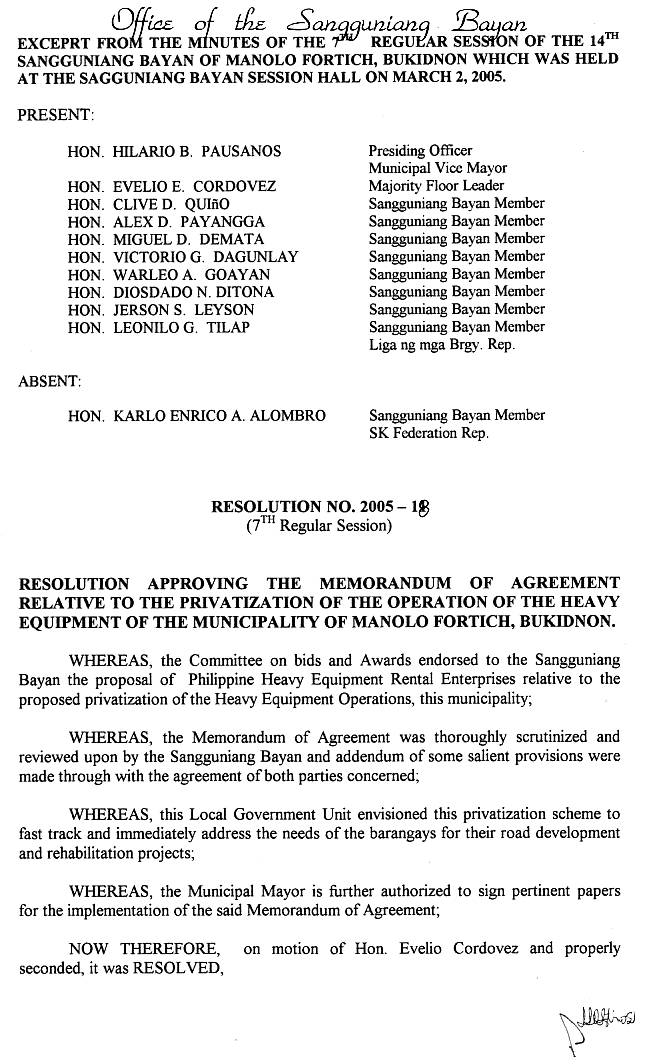 Office of the Sangguniang Bayan
EXCEPRT FROM THE MINUTES OF THE 7TH REGULAR SESSION OF THE 14TH
SANGGUNIANG BAYAN OF MANOLO FORTICH, BUKIDNON WHICH WAS HELD
AT THE SAGGUNIANG BAYAN SESSION HALL ON MARCH 2, 2005.
PRESENT:
HON. HILARIO B. PAUSANOS Presiding Officer
Municipal Vice Mayor
HON. EVELIO E. CORDOVEZ Majority Floor Leader
HON. CLIVE D. QUIñO Sangguniang Bayan Member
HON. ALEX D. PAYANGGA Sangguniang Bayan Member
HON. MIGUEL D. DEMATA Sangguniang Bayan Member
HON. VICTORIO G. DAGUNLAY Sangguniang Bayan Member
HON. WARLEO A. GOAYAN Sangguniang Bayan Member
HON. DIOSDADO N. DITONA Sangguniang Bayan Member
HON. JERSON S. LEYSON Sangguniang Bayan Member
HON. LEONILO G. TILAP Sangguniang Bayan Member
Liga ng mga Brgy. Rep.
ABSENT:
HON. KARLO ENRICO A. ALOMBRO Sangguniang Bayan Member
SK Federation Rep.
RESOLUTION NO. 2005 – 18
(7TH Regular Session)
RESOLUTION APPROVING THE MEMORANDUM OF AGREEMENT
RELATIVE TO THE PRIVATIZATION OF THE OPERATION OF THE HEAVY
EQUIPMENT OF THE MUNICIPALITY OF MANOLO FORTICH, BUKIDNON.
WHEREAS, the Committee on bids and Awards endorsed to the Sangguniang
Bayan the proposal of Philippine Heavy Equipment Rental Enterprises relative to the
proposed privatization of the Heavy Equipment Operations, this municipality;
WHEREAS, the Memorandum of Agreement was thoroughly scrutinized and
reviewed upon by the Sangguniang Bayan and addendum of some salient provisions were
made through with the agreement of both parties concerned;
WHEREAS, this Local Government Unit envisioned this privatization scheme to
fast track and immediately address the needs of the barangays for their road development
and rehabilitation projects;
WHEREAS, the Municipal Mayor is further authorized to sign pertinent papers
for the implementation of the said Memorandum of Agreement;
NOW THEREFORE, on motion of Hon. Evelio Cordovez and properly
seconded, it was RESOLVED,